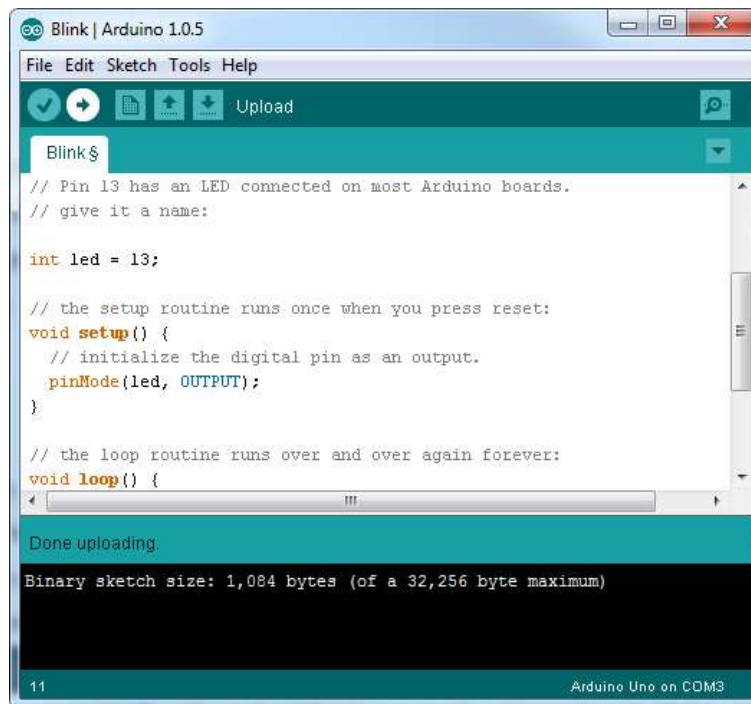 Blink | Arduino 1.0.5
File Edit Sketch Tools Help
Upload
Blink §
// Pin 13 has an LED connected on most Arduino boards.
// give it a name:
int led = 13;
// the setup routine runs once when you press reset:
void setup() {
  // initialize the digital pin as an output.
  pinMode(led, OUTPUT);
}
// the loop routine runs over and over again forever:
void loop() {
Done uploading.
Binary sketch size: 1,084 bytes (of a 32,256 byte maximum)
11 Arduino Uno on COM3